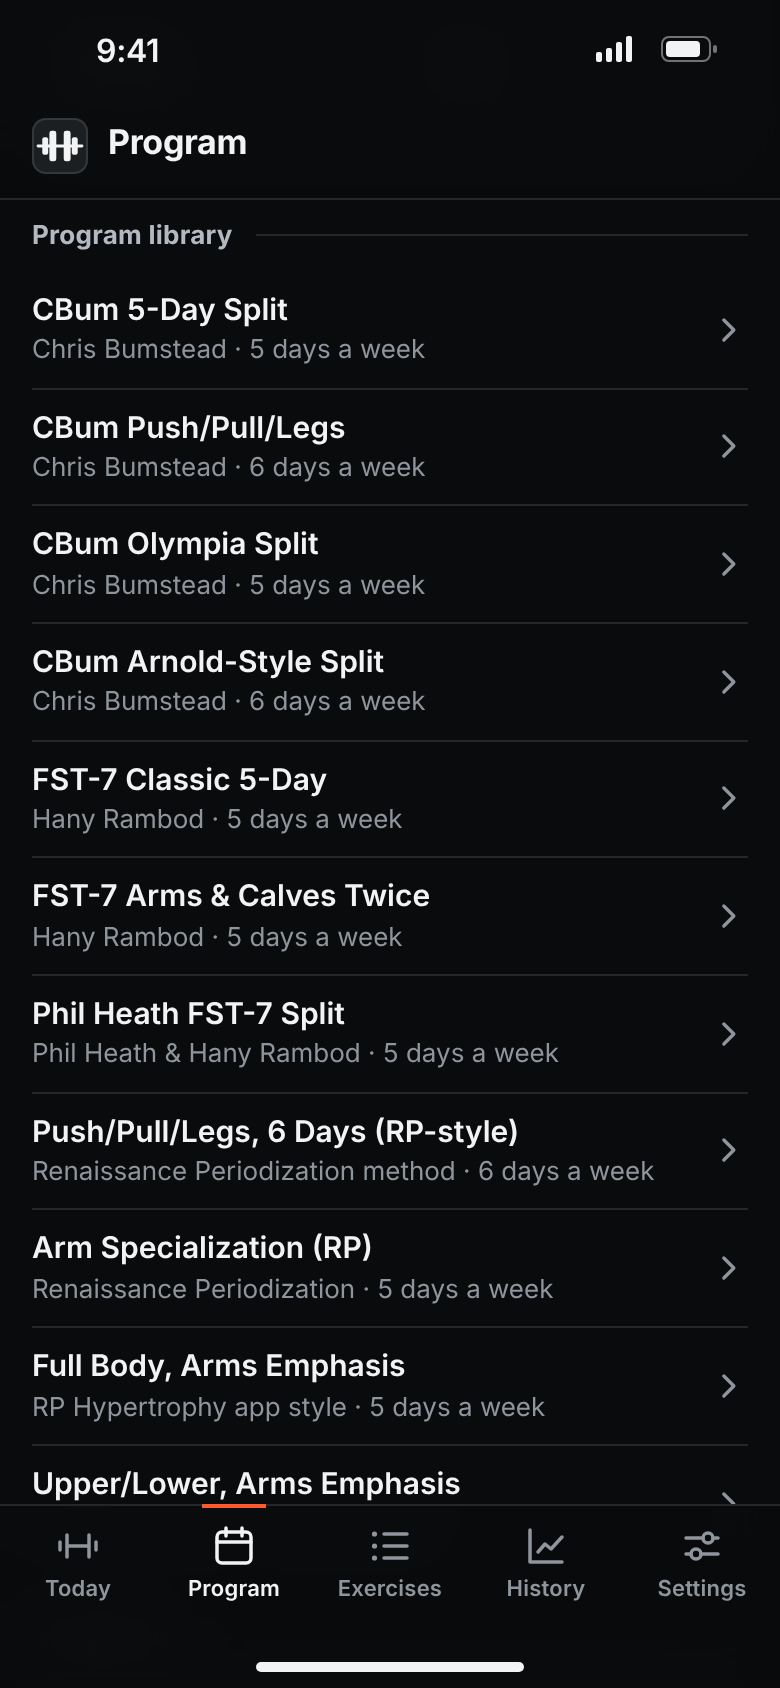 9:41
Program
Program library
CBum 5-Day Split
Chris Bumstead · 5 days a week
CBum Push/Pull/Legs
Chris Bumstead · 6 days a week
CBum Olympia Split
Chris Bumstead · 5 days a week
CBum Arnold-Style Split
Chris Bumstead · 6 days a week
FST-7 Classic 5-Day
Hany Rambod · 5 days a week
FST-7 Arms & Calves Twice
Hany Rambod · 5 days a week
Phil Heath FST-7 Split
Phil Heath & Hany Rambod · 5 days a week
Push/Pull/Legs, 6 Days (RP-style)
Renaissance Periodization method · 6 days a week
Arm Specialization (RP)
Renaissance Periodization · 5 days a week
Full Body, Arms Emphasis
RP Hypertrophy app style · 5 days a week
Upper/Lower, Arms Emphasis
Today
Program
Exercises
History
Settings